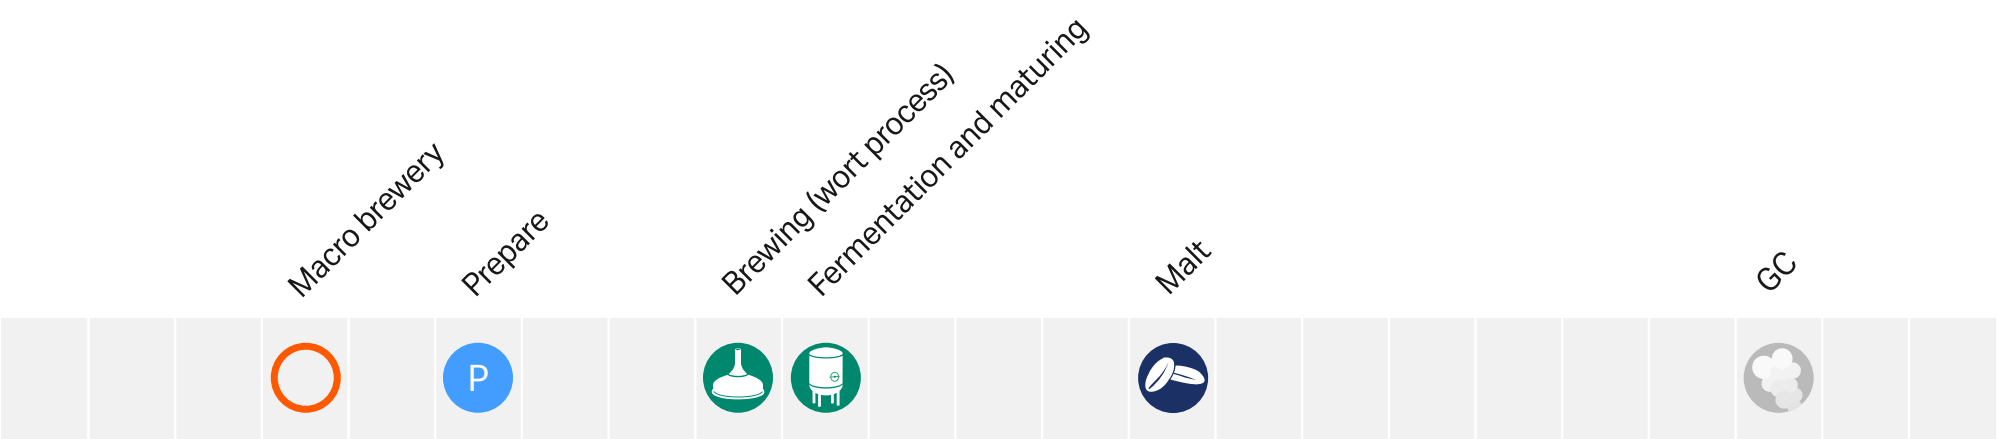 Macro brewery
Prepare
Brewing (wort process)
Fermentation and maturing
Malt
GC
P